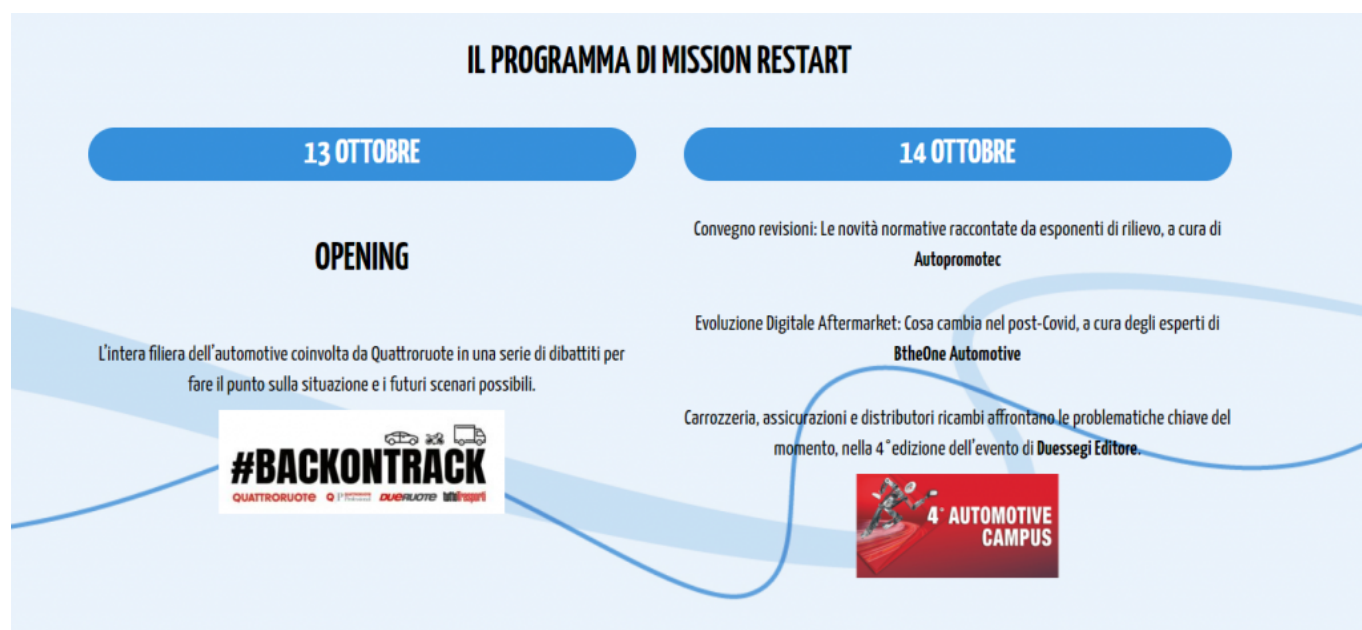 IL PROGRAMMA DI MISSION RESTART
13 OTTOBRE
OPENING
L'intera filiera dell'automotive coinvolta da Quattroruote in una serie di dibattiti per
fare il punto sulla situazione e i futuri scenari possibili.
#BACKONTRACK
QUATTRORUOTE Q DUERUOTE tuttoTrasporti
14 OTTOBRE
Convegno revisioni: Le novità normative raccontate da esponenti di rilievo, a cura di
Autopromotec
Evoluzione Digitale Aftermarket: Cosa cambia nel post-Covid, a cura degli esperti di
BtheOne Automotive
Carrozzeria, assicurazioni e distributori ricambi affrontano le problematiche chiave del
momento, nella 4°edizione dell'evento di Duessegi Editore.
4° AUTOMOTIVE
CAMPUS